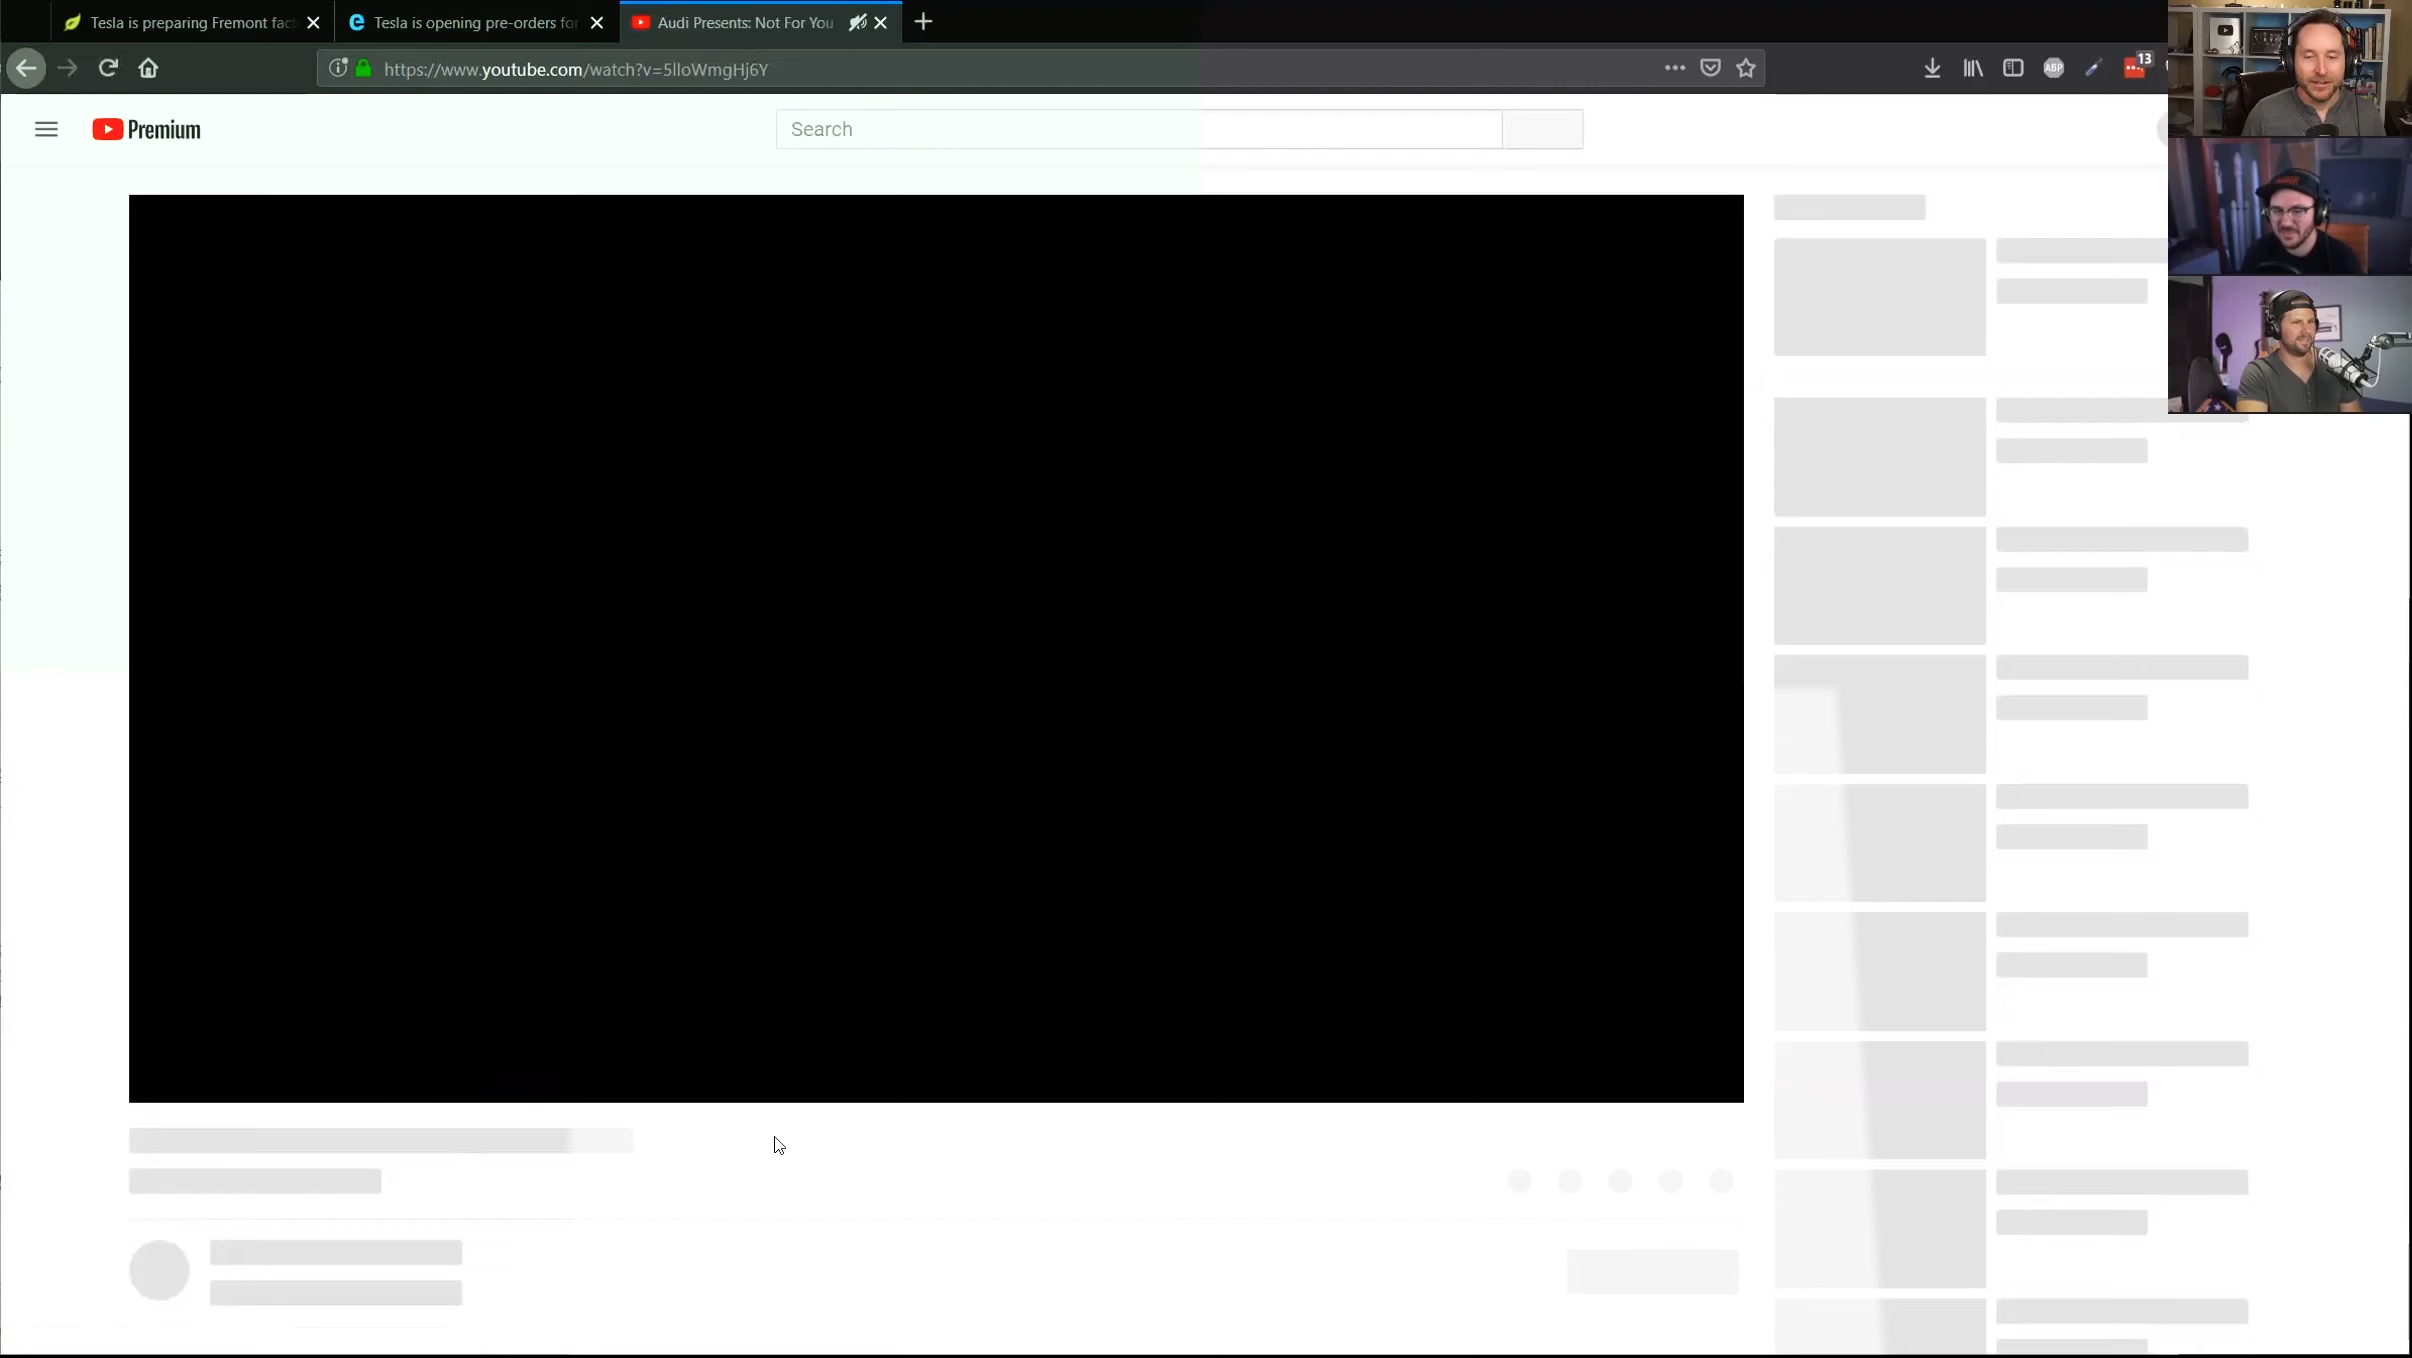 Tesla is preparing Fremont fac
Tesla is opening pre-orders for
Audi Presents: Not For You
https://www.youtube.com/watch?v=5lloWmgHj6Y
ABP
13
Premium
Search